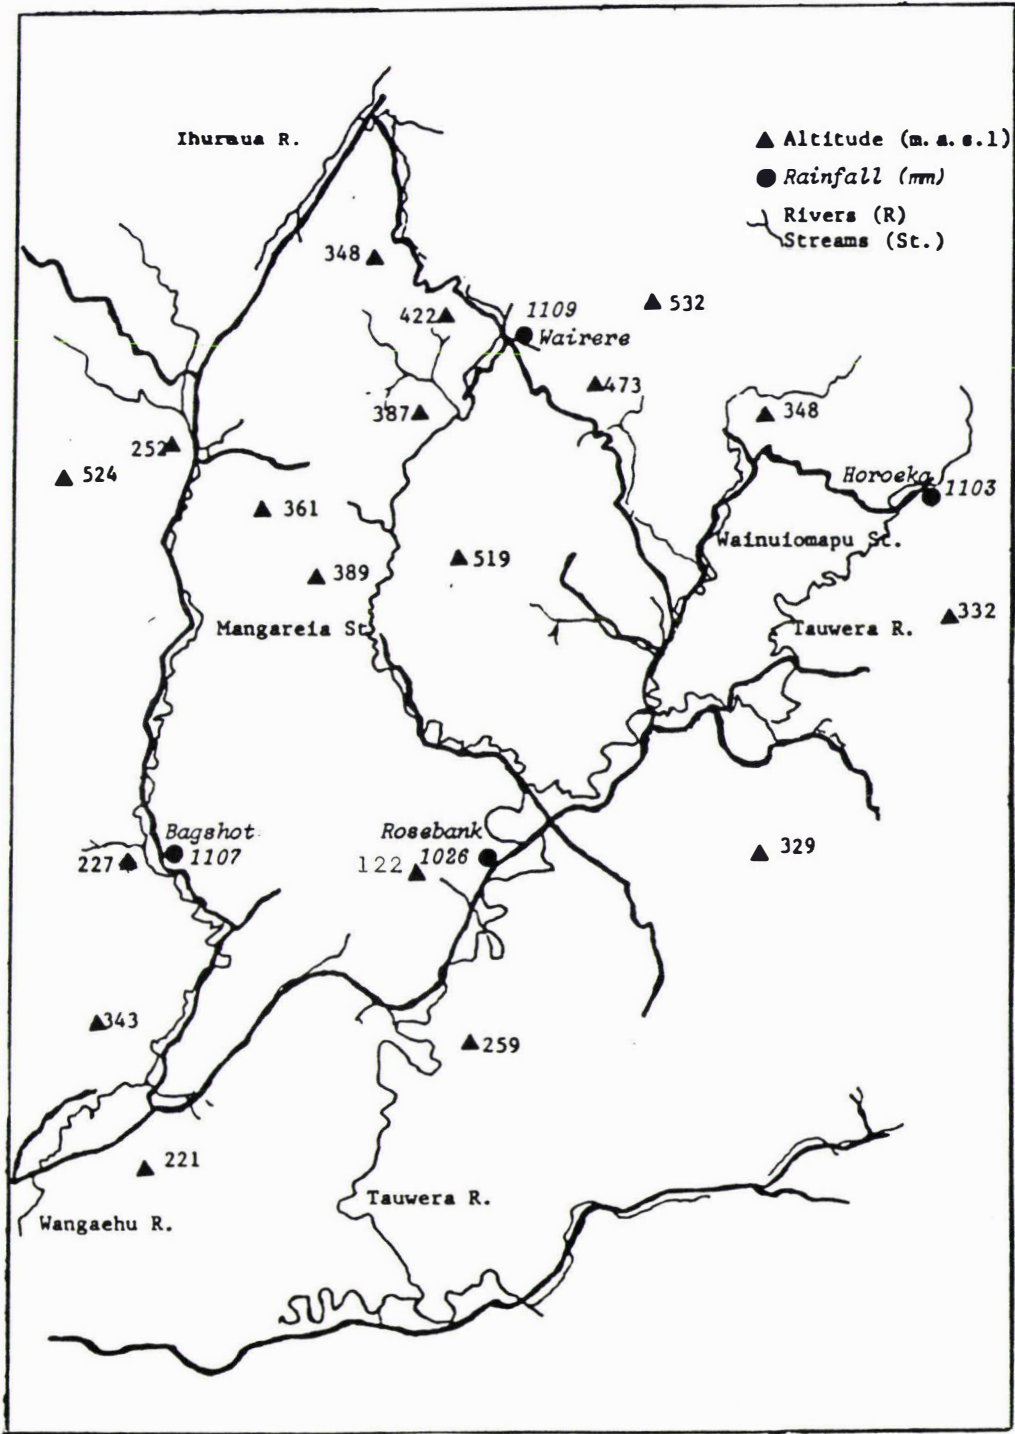 Ihuraua R.
▲ Altitude (m.a.s.l)
● Rainfall (mm)
Rivers (R)
Streams (St.)
348
532
422
1109
Wairere
473
387
348
252
524
Horoeka
1103
361
Wainuiomapu St.
519
389
332
Mangareia St
Tauwera R.
Bagshot
1107
227
Rosebank
1026
122
329
343
259
221
Tauwera R.
Wangaehu R.